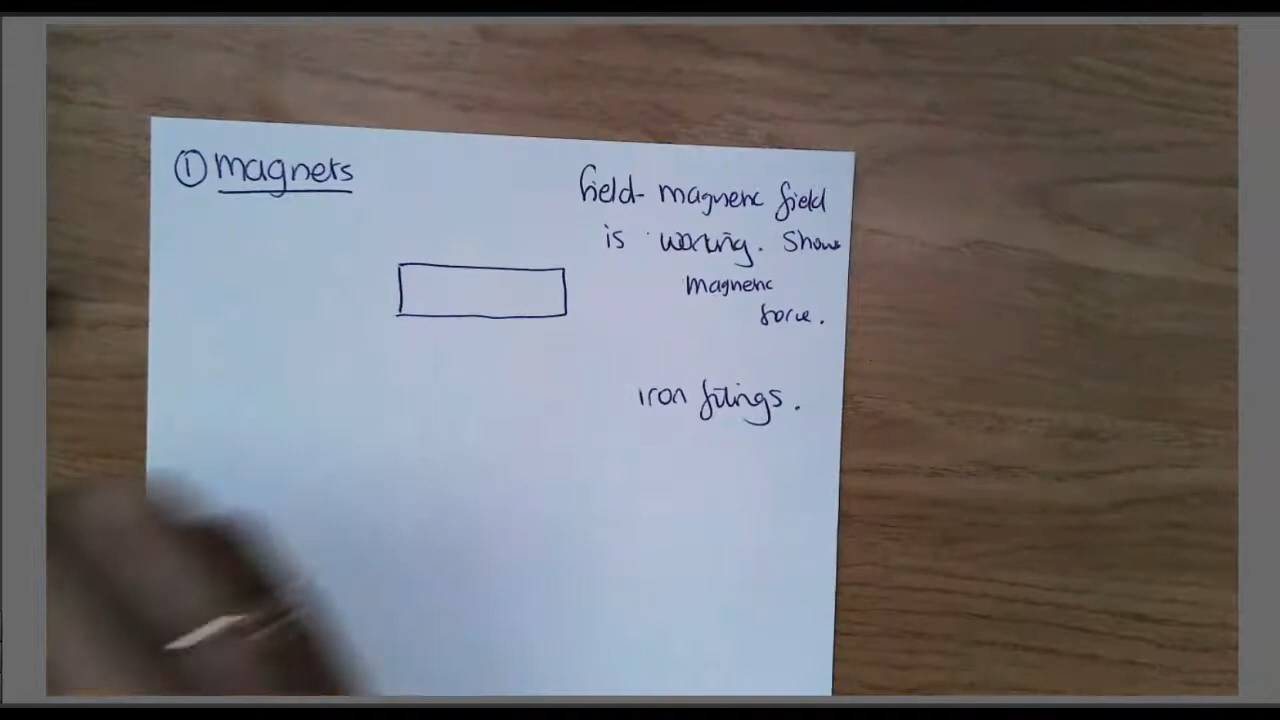 ① magnets
field- magnetic field
is working. Shows
magnetic
force.
iron filings.